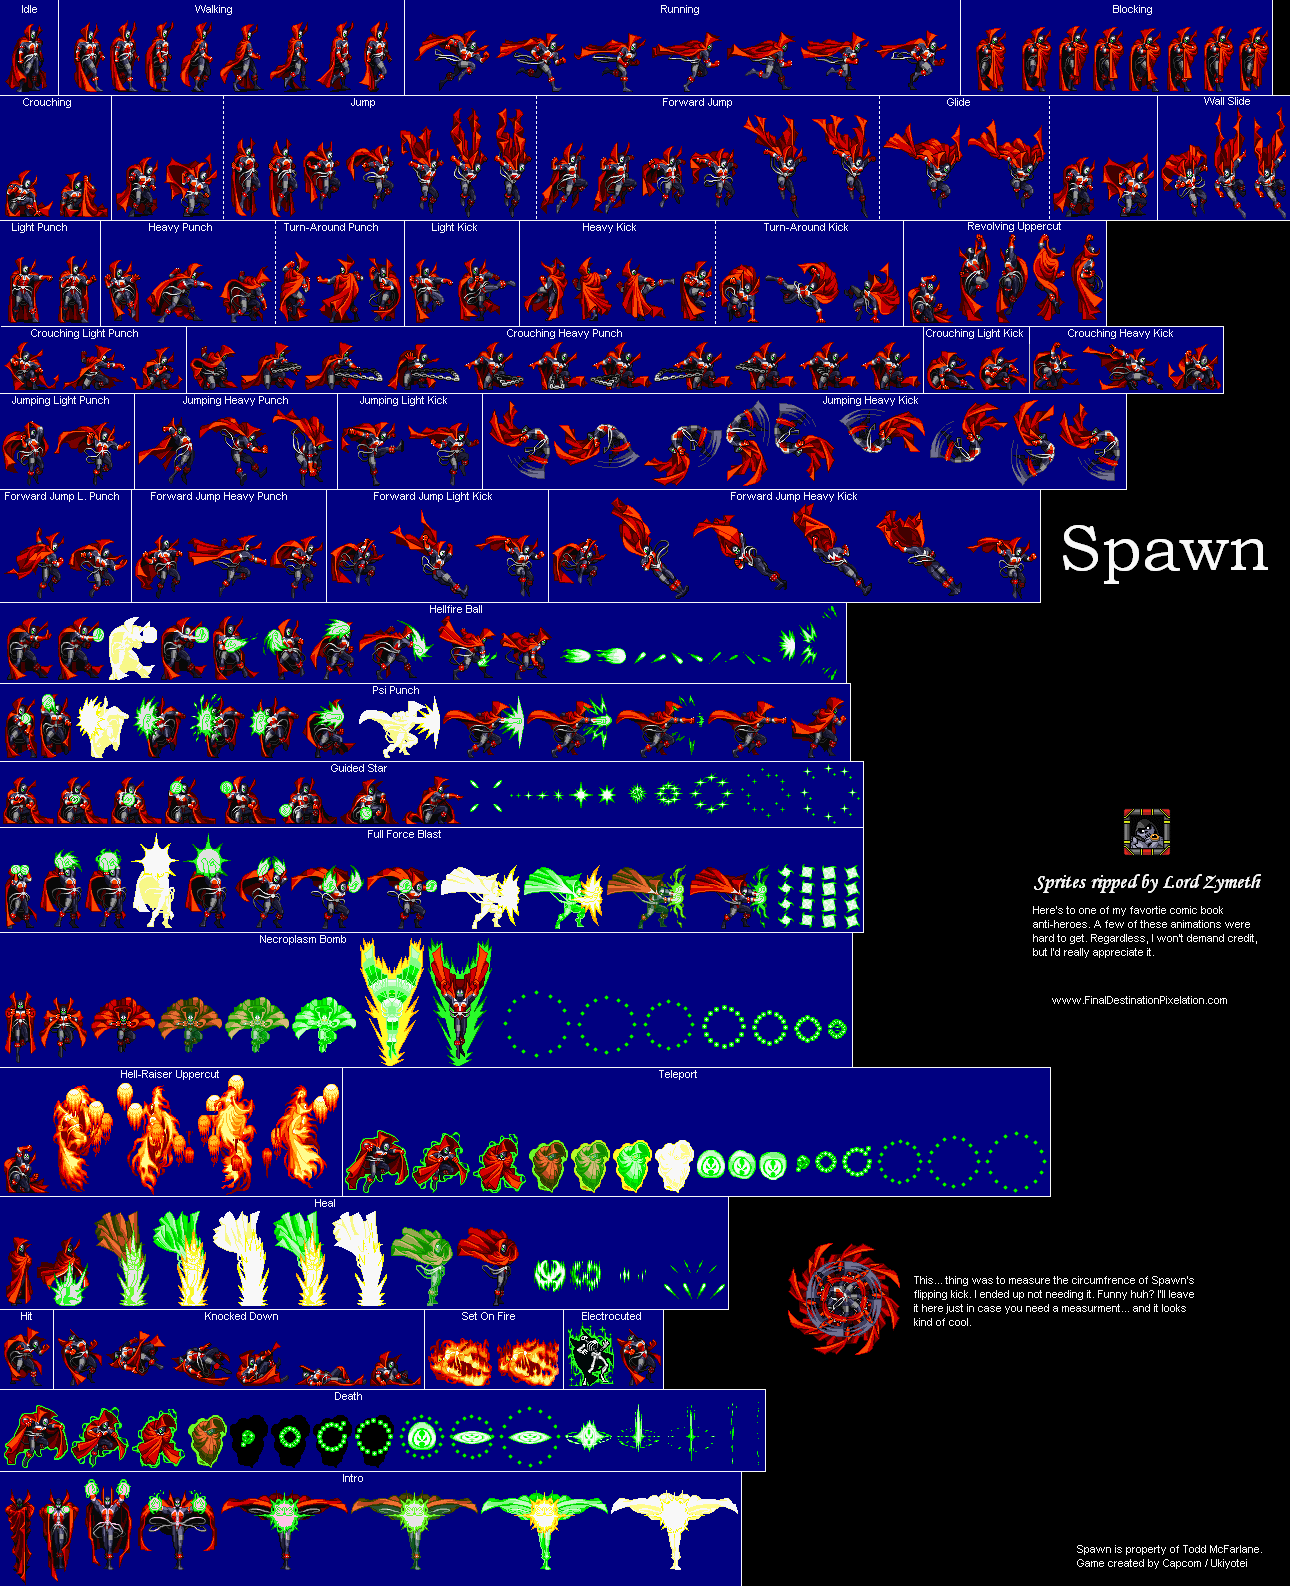 Idle
Walking
Running
Blocking
Crouching
Jump
Forward Jump
Glide
Wall Slide
Light Punch
Heavy Punch
Turn-Around Punch
Light Kick
Heavy Kick
Turn-Around Kick
Revolving Uppercut
Crouching Light Punch
Crouching Heavy Punch
Crouching Light Kick
Crouching Heavy Kick
Jumping Light Punch
Jumping Heavy Punch
Jumping Light Kick
Jumping Heavy Kick
Forward Jump L. Punch
Forward Jump Heavy Punch
Forward Jump Light Kick
Forward Jump Heavy Kick
Spawn
Hellfire Ball
Psi Punch
Guided Star
Full Force Blast
Sprites ripped by Lord Zymeth
Here's to one of my favortie comic book
anti-heroes. A few of these animations were
hard to get. Regardless, I won't demand credit,
but I'd really appreciate it.
www.FinalDestinationPixelation.com
Necroplasm Bomb
Hell-Raiser Uppercut
Teleport
Heal
This... thing was to measure the circumfrence of Spawn's
flipping kick. I ended up not needing it. Funny huh? I'll leave
it here just in case you need a measurment... and it looks
kind of cool.
Hit
Knocked Down
Set On Fire
Electrocuted
Death
Intro
Spawn is property of Todd McFarlane.
Game created by Capcom / Ukiyotei